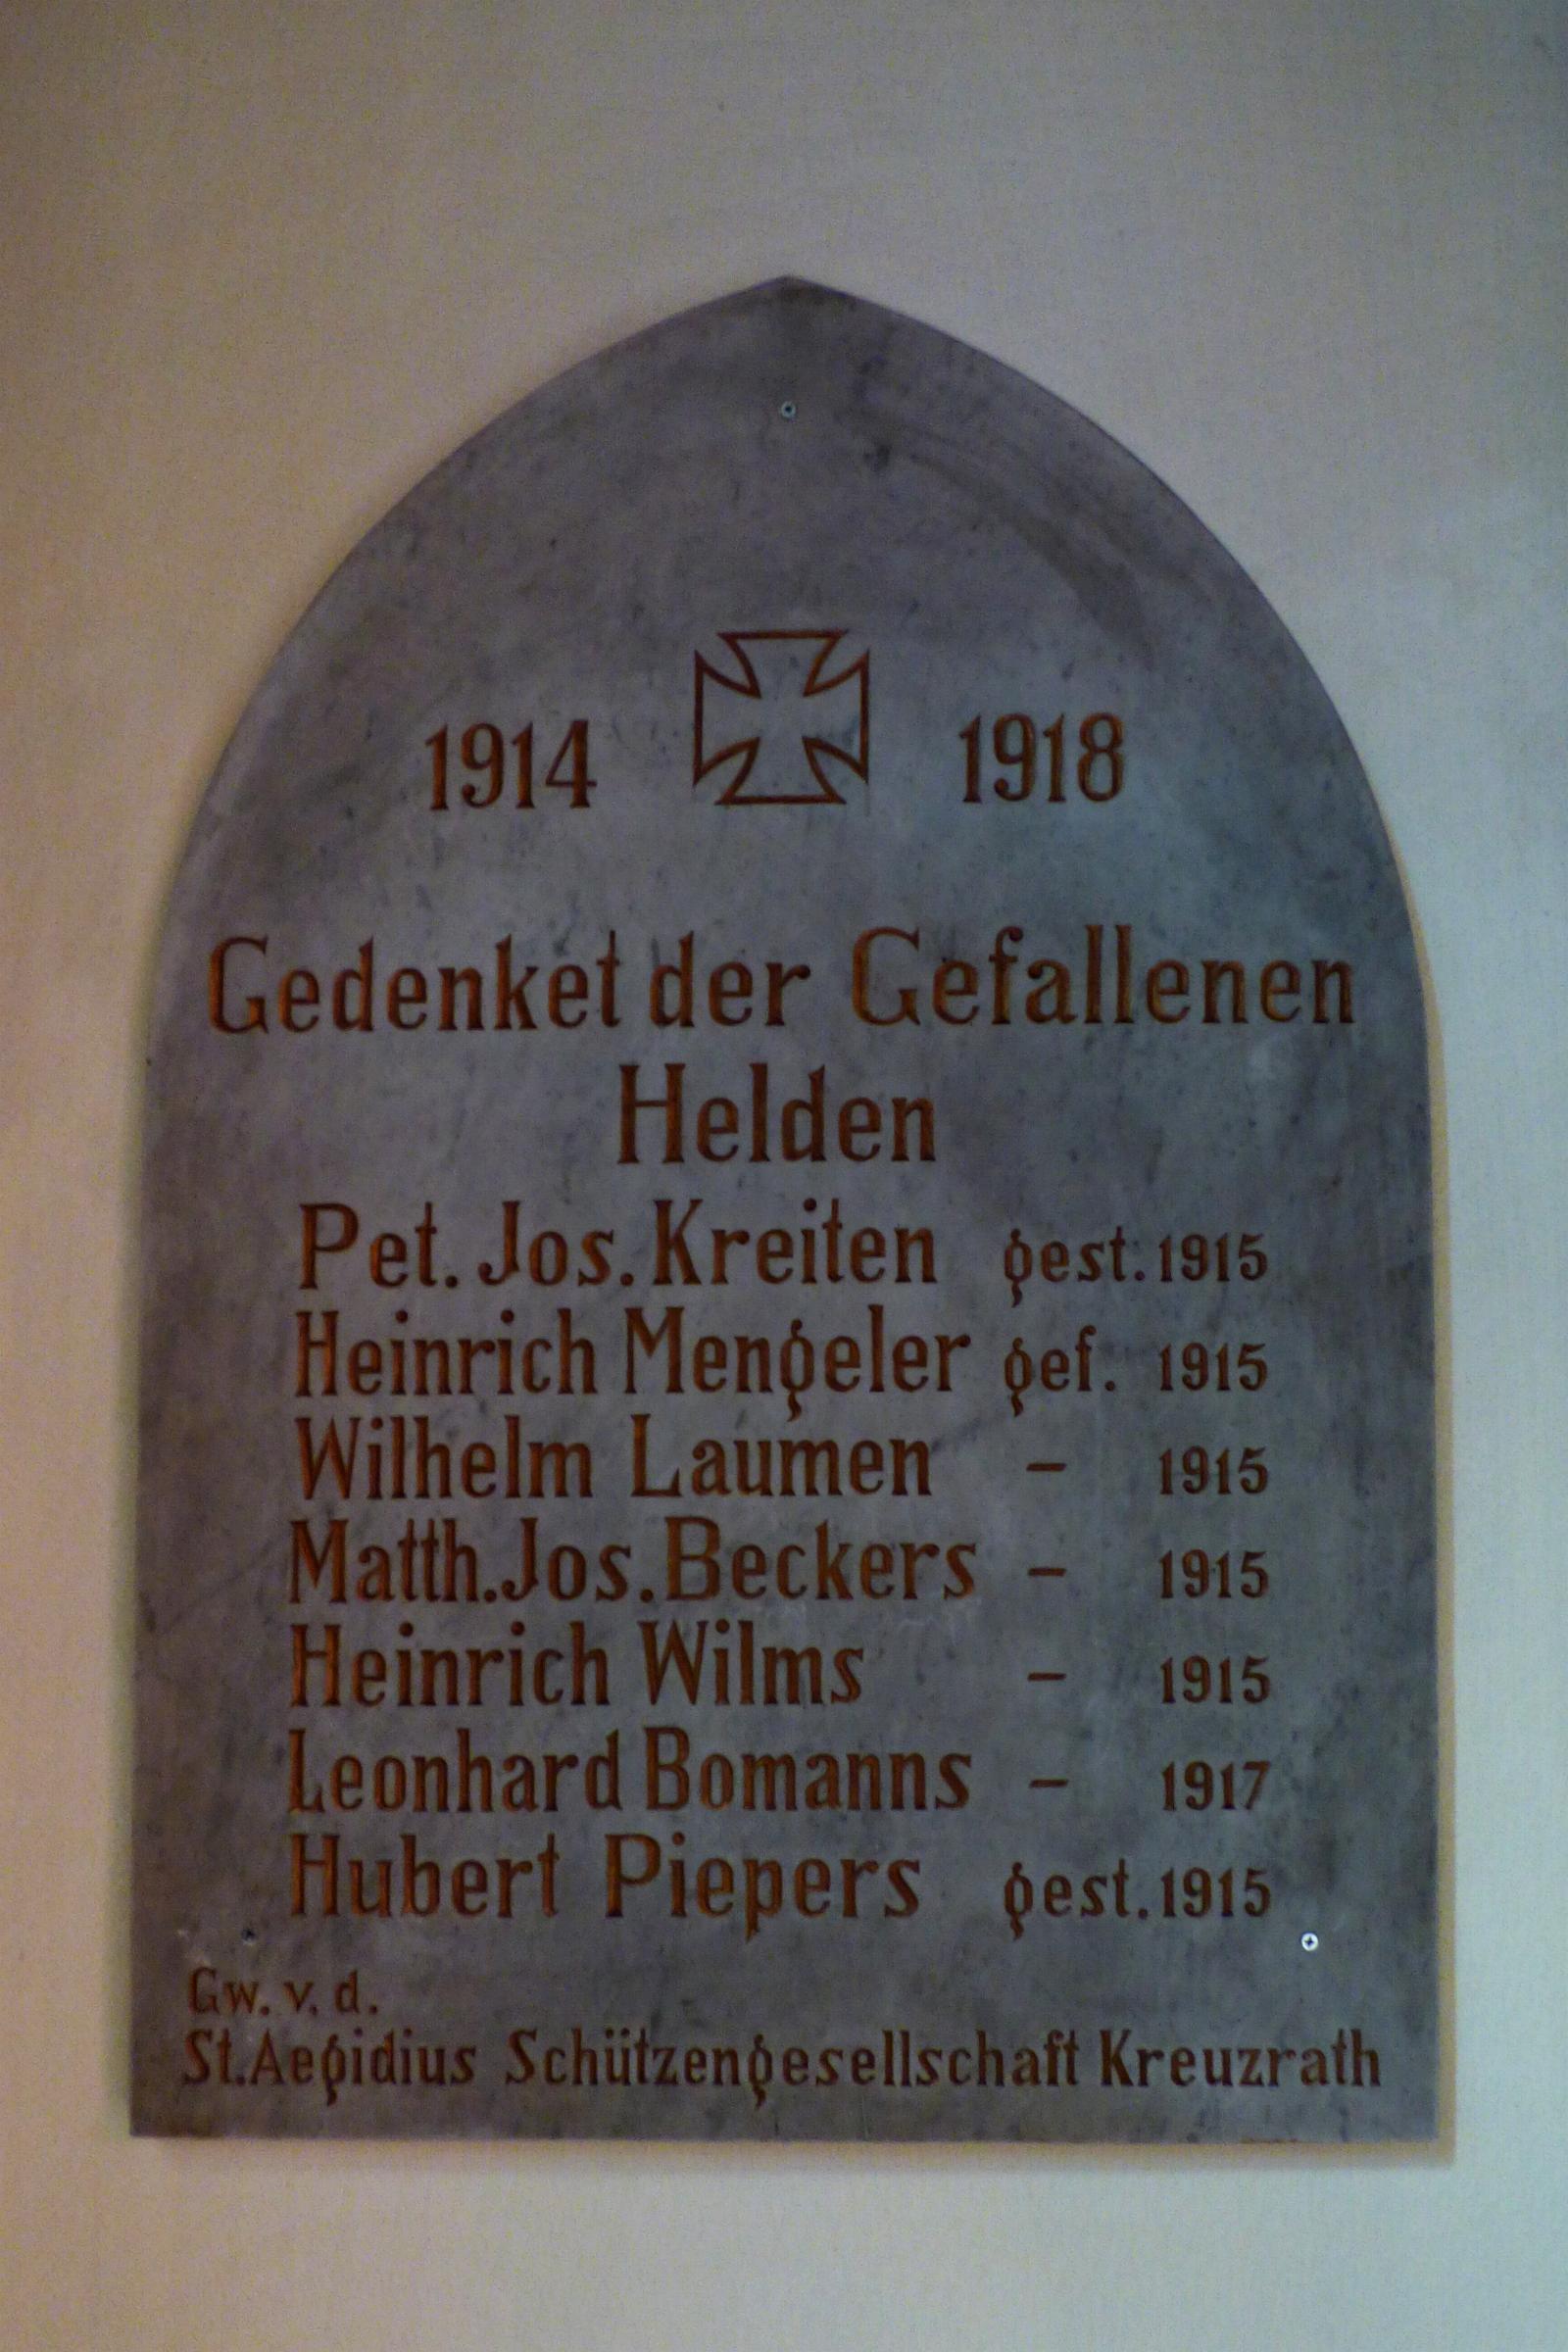 1914 1918
Gedenket der Gefallenen
Helden
Pet. Jos. Kreiten gest. 1915
Heinrich Mengeler gef. 1915
Wilhelm Laumen – 1915
Matth. Jos. Beckers – 1915
Heinrich Wilms – 1915
Leonhard Bomanns – 1917
Hubert Piepers gest. 1915
Gw. v. d.
St. Aegidius Schützengesellschaft Kreuzrath